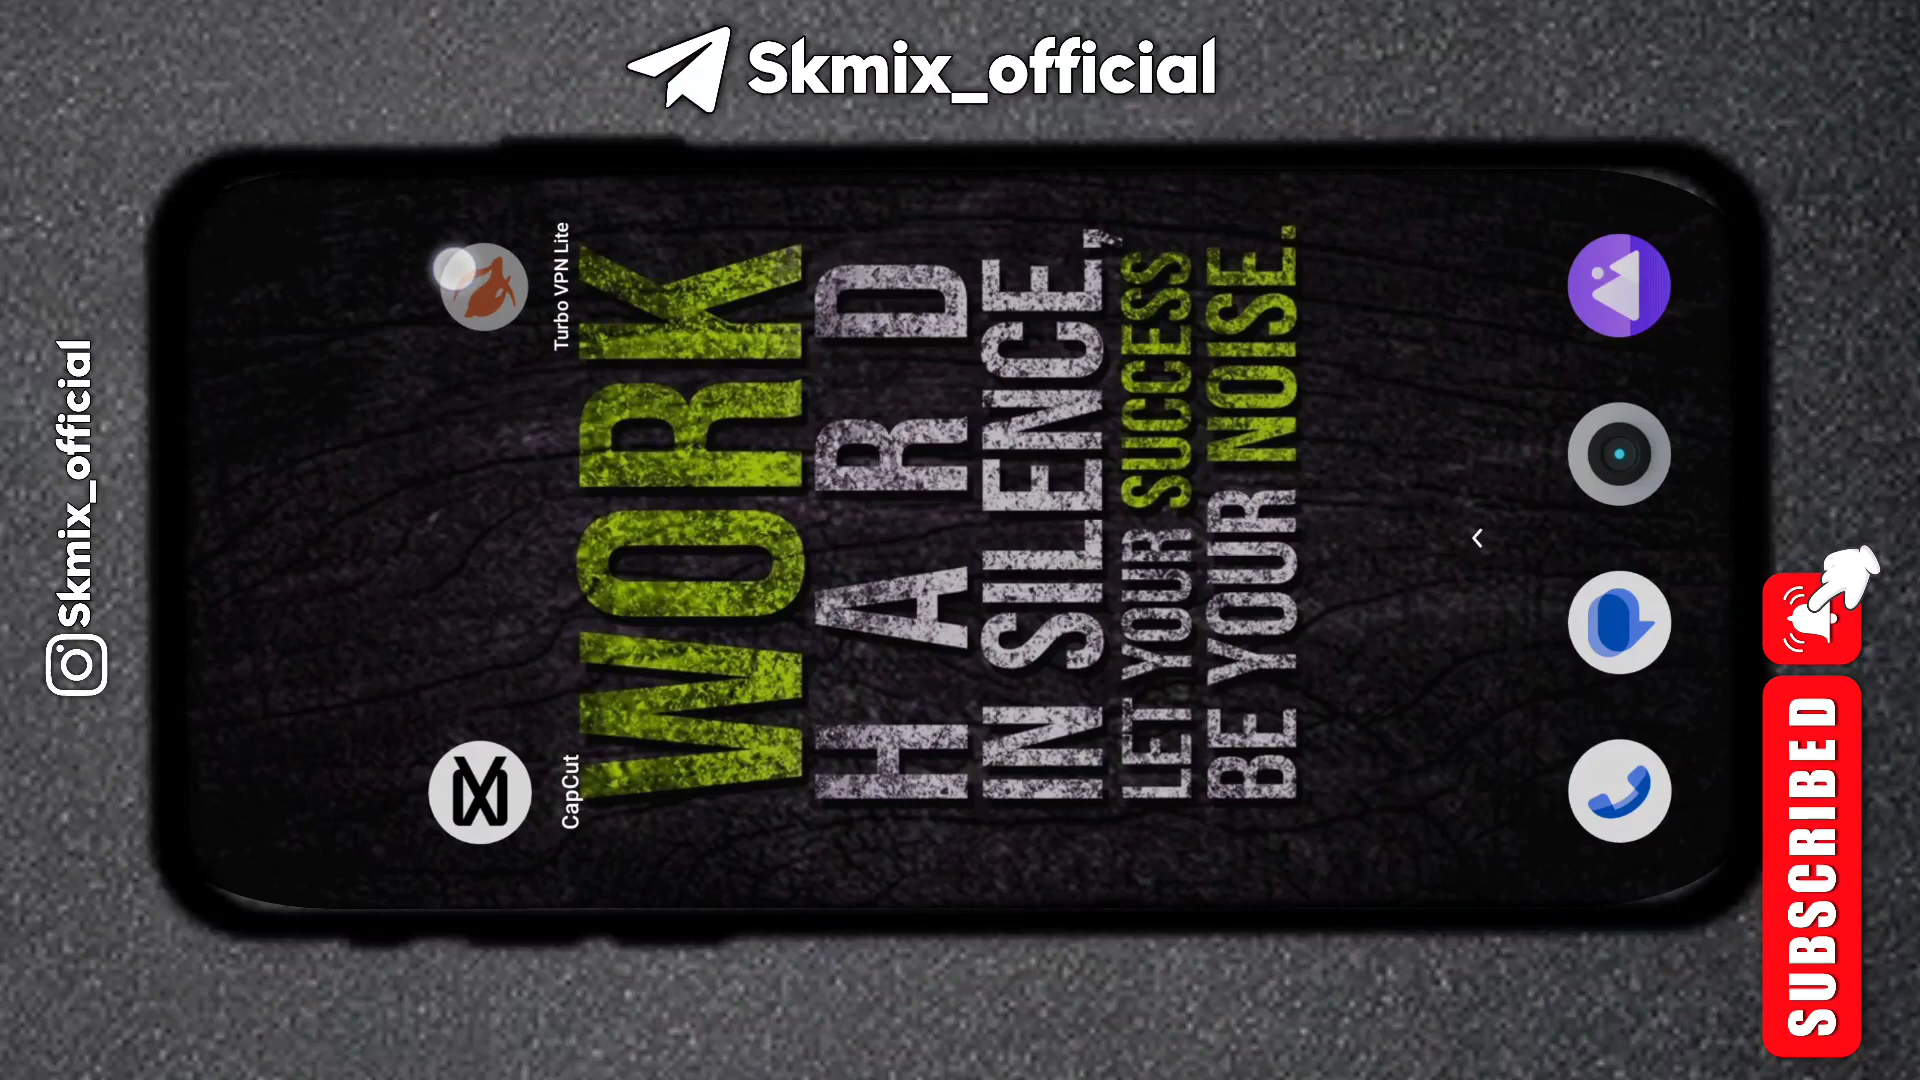 Skmix_official
Skmix_official
Turbo VPN Lite
CapCut
WORK
HARD
IN SILENCE,
LET YOUR SUCCESS
BE YOUR NOISE.
SUBSCRIBED